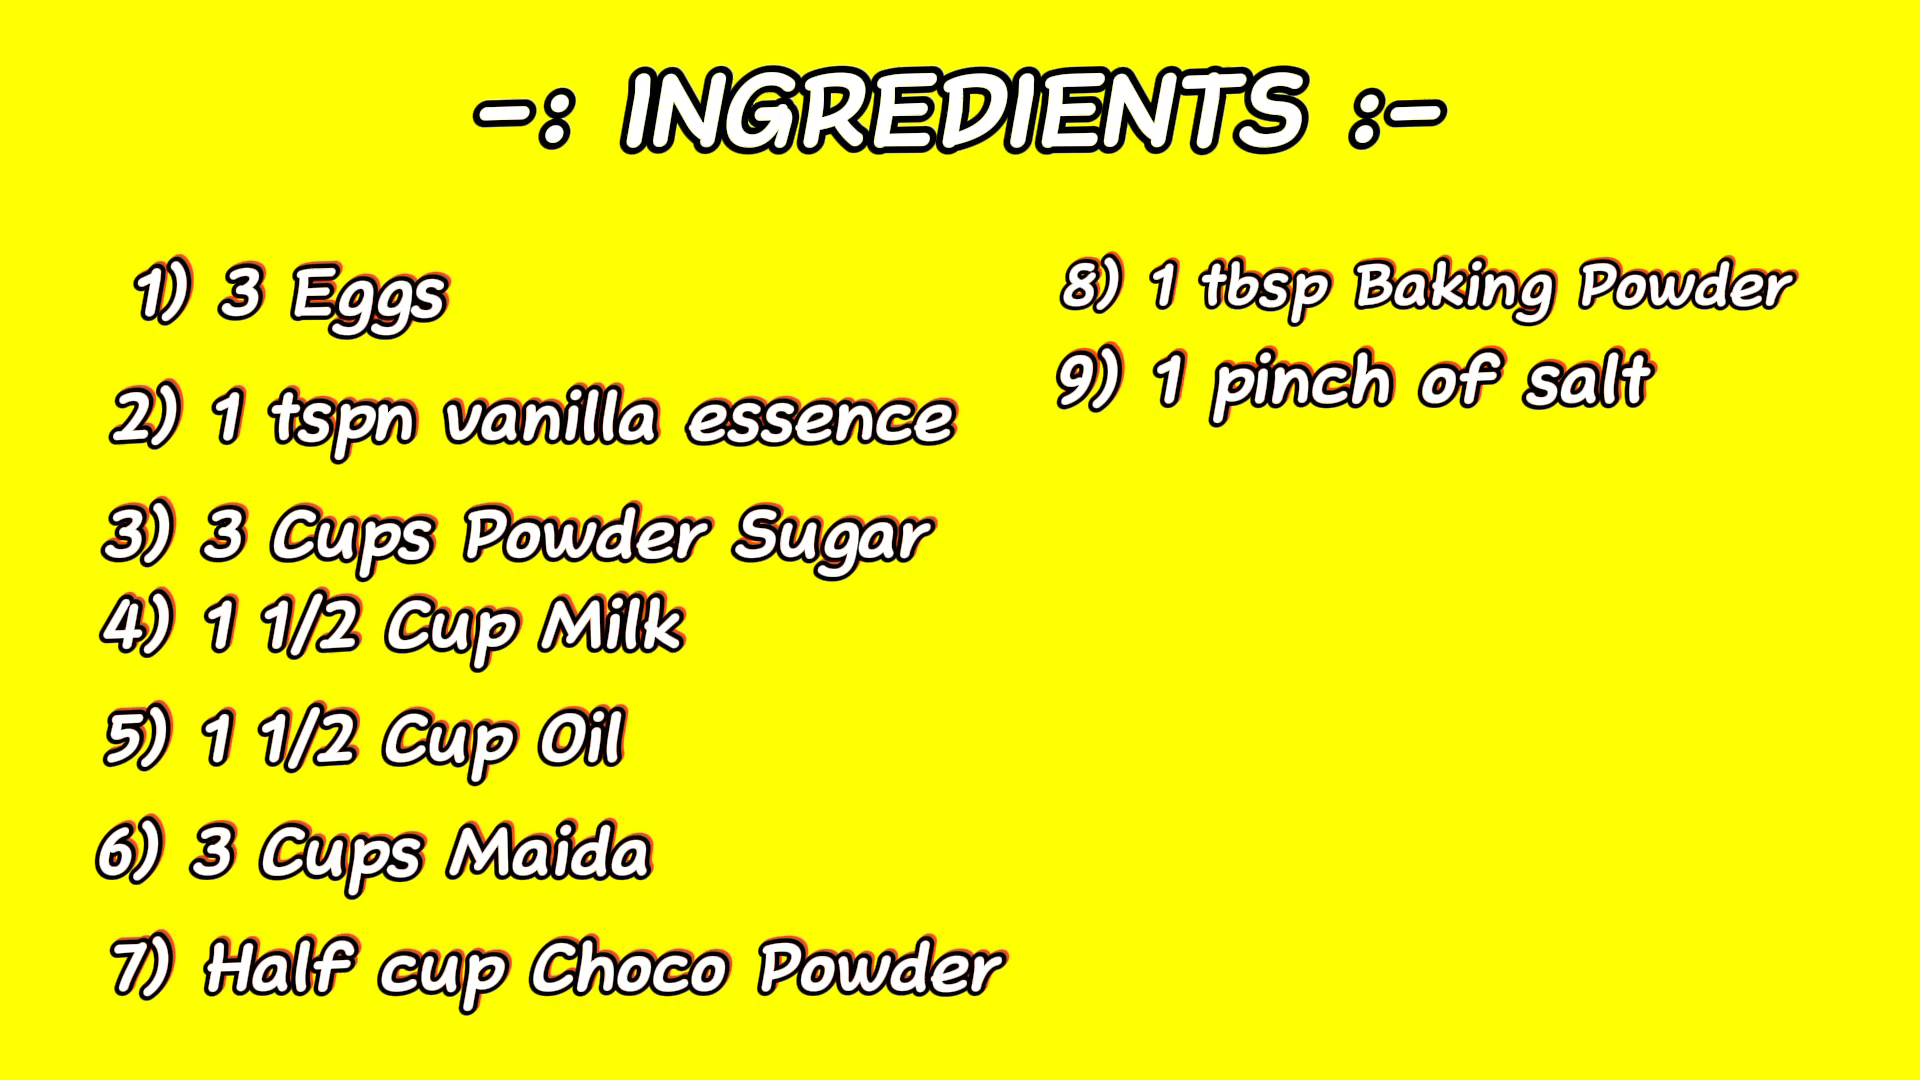 -: INGREDIENTS :-
1) 3 Eggs
2) 1 tspn vanilla essence
3) 3 Cups Powder Sugar
4) 1 1/2 Cup Milk
5) 1 1/2 Cup Oil
6) 3 Cups Maida
7) Half cup Choco Powder
8) 1 tbsp Baking Powder
9) 1 pinch of salt